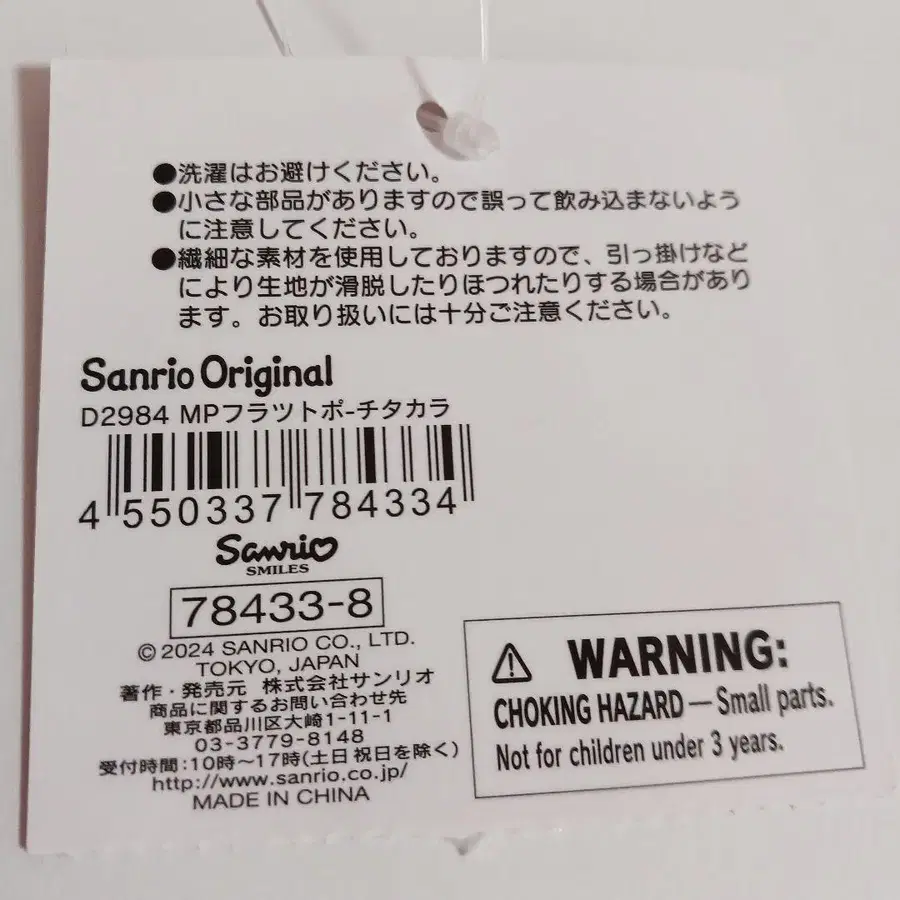 ●洗濯はお避けください。
●小さな部品がありますので誤って飲み込まないよう
に注意してください。
●繊細な素材を使用しておりますので、引っ掛けなど
により生地が滑脱したりほつれたりする場合があり
ます。お取り扱いには十分ご注意ください。
Sanrio Original
D2984 MPフラツトポ-チタカラ
4 550337 784334
Sanrio
SMILES
78433-8
© 2024 SANRIO CO., LTD.
TOKYO, JAPAN
著作・発売元 株式会社サンリオ
商品に関するお問い合わせ先
東京都品川区大崎1-11-1
03-3779-8148
受付時間:10時〜17時(土日祝日を除く)
http://www.sanrio.co.jp/
MADE IN CHINA
WARNING:
CHOKING HAZARD — Small parts.
Not for children under 3 years.